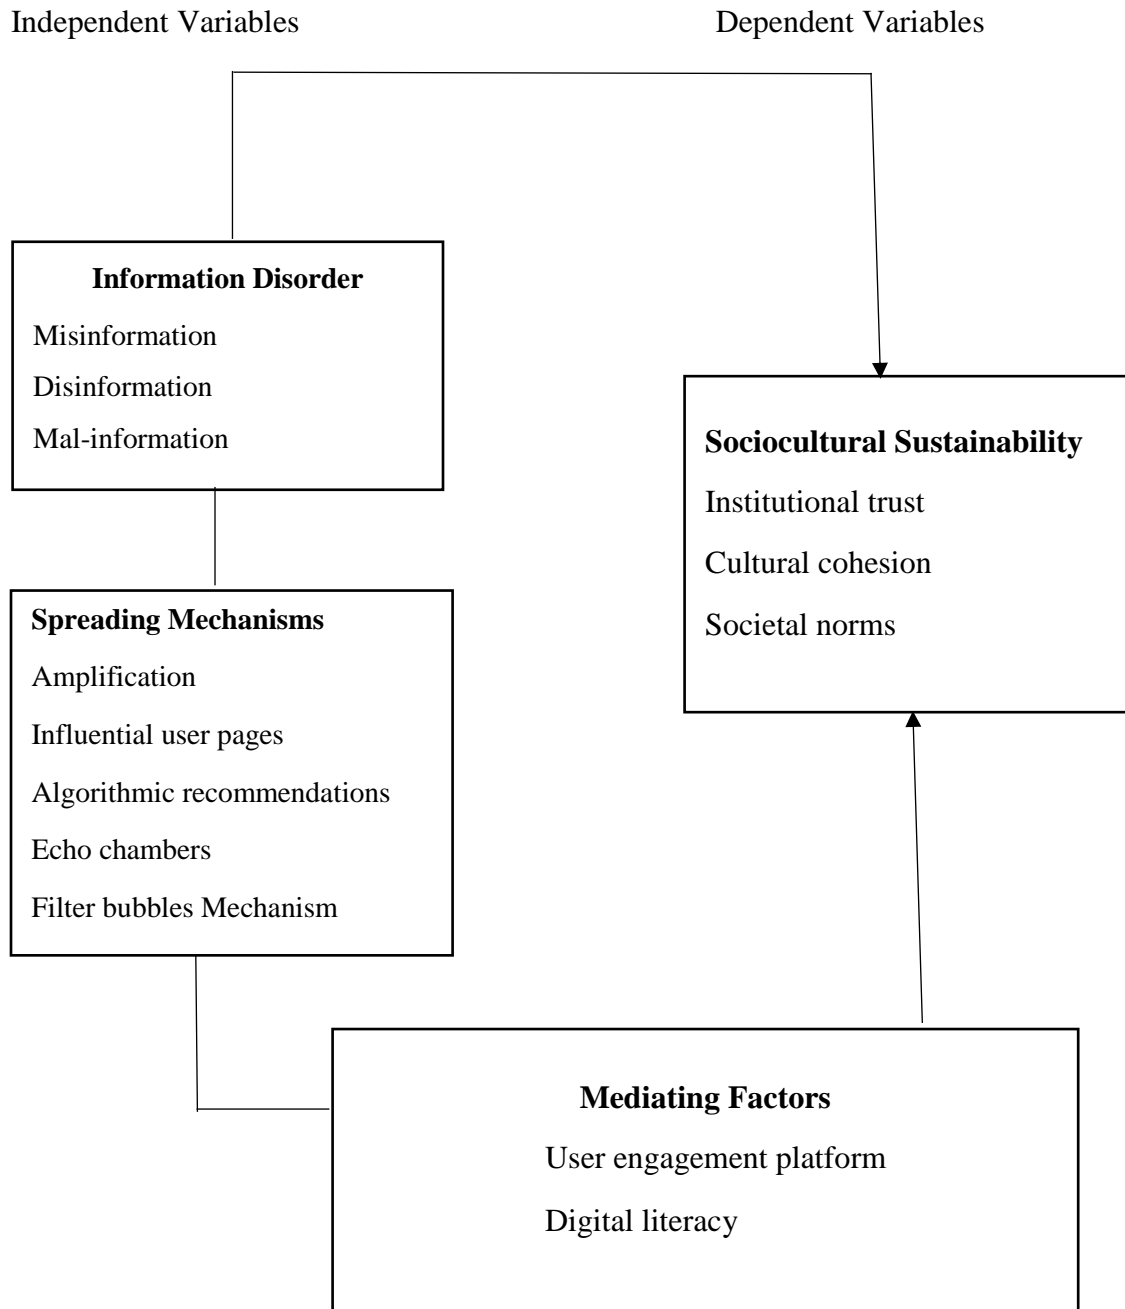 Independent Variables
Dependent Variables
Information Disorder
Misinformation
Disinformation
Mal-information
Sociocultural Sustainability
Institutional trust
Cultural cohesion
Societal norms
Spreading Mechanisms
Amplification
Influential user pages
Algorithmic recommendations
Echo chambers
Filter bubbles Mechanism
Mediating Factors
User engagement platform
Digital literacy